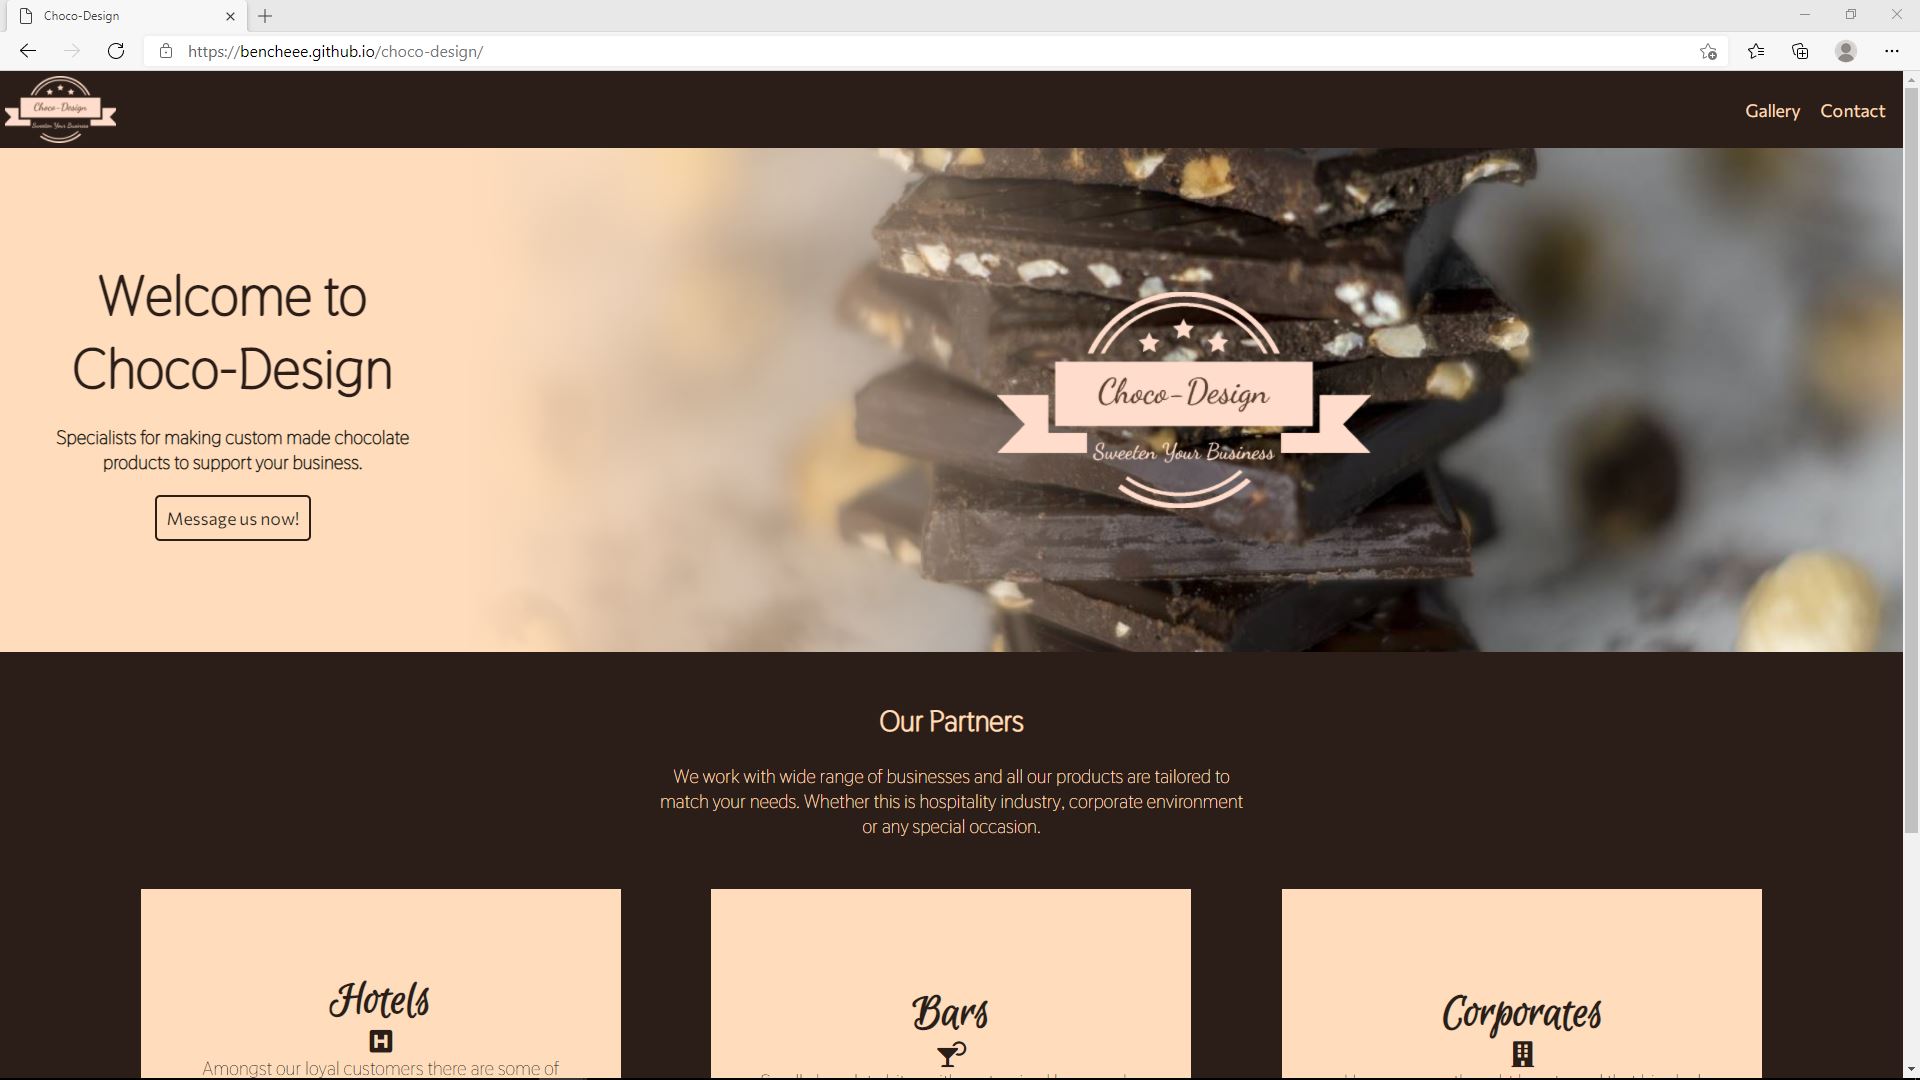 Choco-Design
https://bencheee.github.io/choco-design/
Choco-Design
Sweeten Your Business
Gallery
Contact
Welcome to
Choco-Design
Specialists for making custom made chocolate
products to support your business.
Message us now!
Choco-Design
Sweeten Your Business
Our Partners
We work with wide range of businesses and all our products are tailored to
match your needs. Whether this is hospitality industry, corporate environment
or any special occasion.
Hotels
H
Amongst our loyal customers there are some of
Bars
Corporates